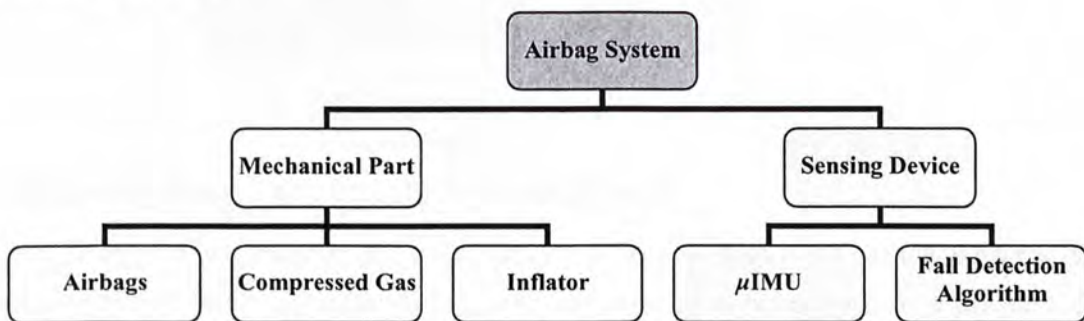 Airbag System
Mechanical Part
Sensing Device
Airbags
Compressed Gas
Inflator
μIMU
Fall Detection
Algorithm